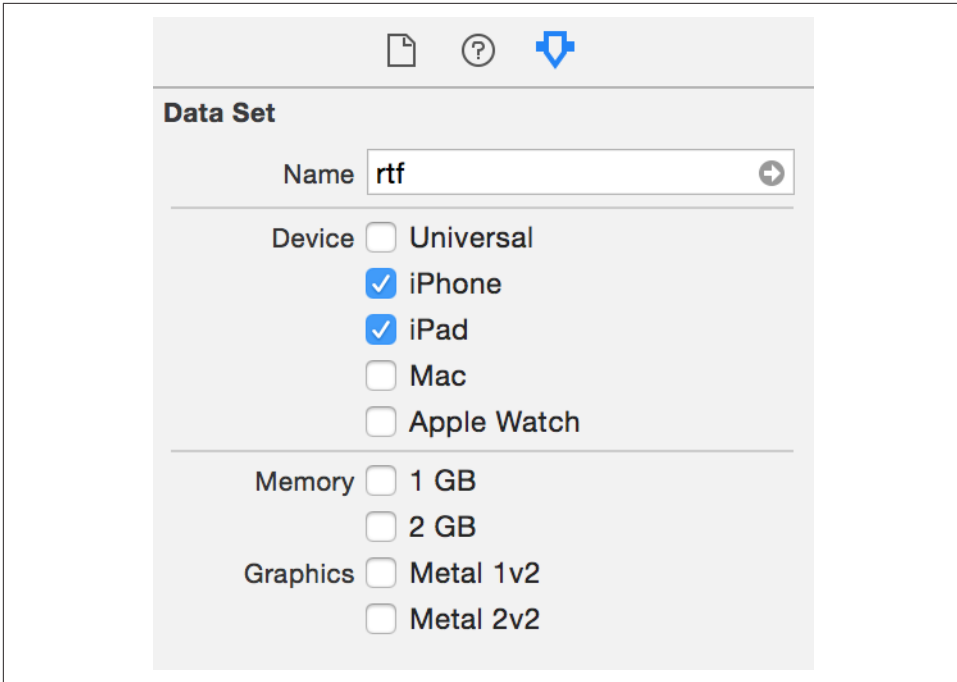 Data Set
Name rtf
Device Universal
iPhone
iPad
Mac
Apple Watch
Memory 1 GB
2 GB
Graphics Metal 1v2
Metal 2v2